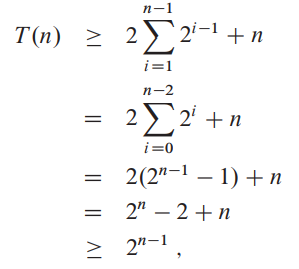 T(n) ≥ 2 ∑_{i=1}^{n−1} 2^{i−1} + n
= 2 ∑_{i=0}^{n−2} 2^i + n
= 2(2^{n−1} − 1) + n
= 2^n − 2 + n
≥ 2^{n−1} ,